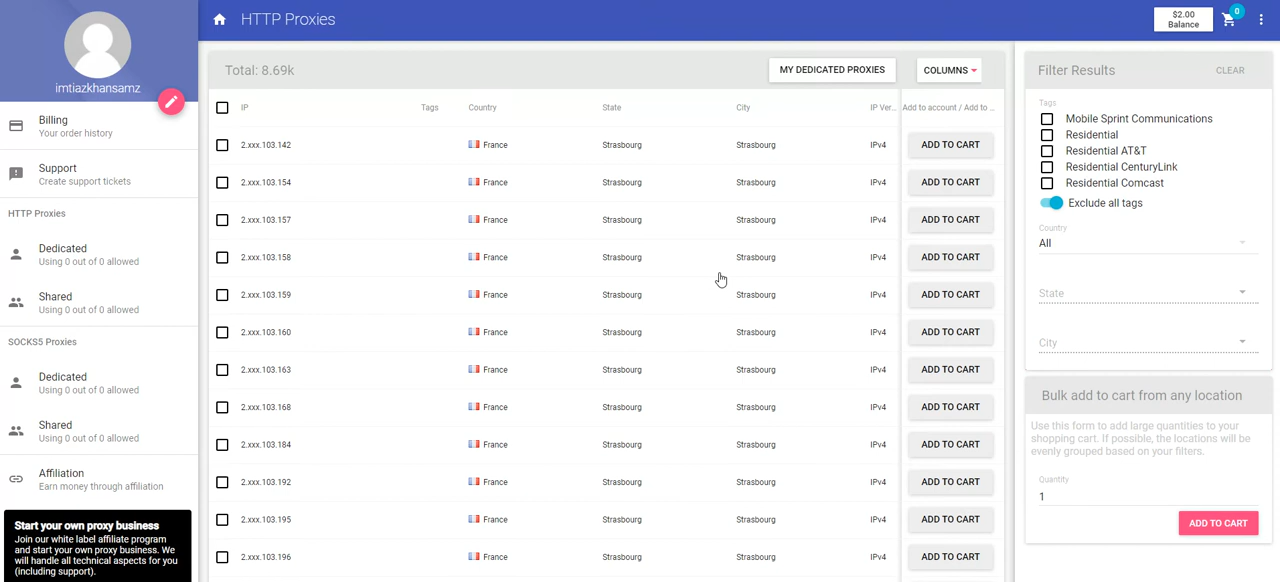 HTTP Proxies
$2.00
Balance
0
imtiazkhansamz
Billing
Your order history
Support
Create support tickets
HTTP Proxies
Dedicated
Using 0 out of 0 allowed
Shared
Using 0 out of 0 allowed
SOCKS5 Proxies
Dedicated
Using 0 out of 0 allowed
Shared
Using 0 out of 0 allowed
Affiliation
Earn money through affiliation
Start your own proxy business
Join our white label affiliate program
and start your own proxy business. We
will handle all technical aspects for you
(including support).
Total: 8.69k
MY DEDICATED PROXIES
COLUMNS
IP Tags Country State City IP Ver... Add to account / Add to ...
2.xxx.103.142 France Strasbourg Strasbourg IPv4 ADD TO CART
2.xxx.103.154 France Strasbourg Strasbourg IPv4 ADD TO CART
2.xxx.103.157 France Strasbourg Strasbourg IPv4 ADD TO CART
2.xxx.103.158 France Strasbourg Strasbourg IPv4 ADD TO CART
2.xxx.103.159 France Strasbourg Strasbourg IPv4 ADD TO CART
2.xxx.103.160 France Strasbourg Strasbourg IPv4 ADD TO CART
2.xxx.103.163 France Strasbourg Strasbourg IPv4 ADD TO CART
2.xxx.103.168 France Strasbourg Strasbourg IPv4 ADD TO CART
2.xxx.103.184 France Strasbourg Strasbourg IPv4 ADD TO CART
2.xxx.103.192 France Strasbourg Strasbourg IPv4 ADD TO CART
2.xxx.103.195 France Strasbourg Strasbourg IPv4 ADD TO CART
2.xxx.103.196 France Strasbourg Strasbourg IPv4 ADD TO CART
Filter Results
CLEAR
Tags
Mobile Sprint Communications
Residential
Residential AT&T
Residential CenturyLink
Residential Comcast
Exclude all tags
Country
All
State
City
Bulk add to cart from any location
Use this form to add large quantities to your
shopping cart. If possible, the locations will be
evenly grouped based on your filters.
Quantity
1
ADD TO CART